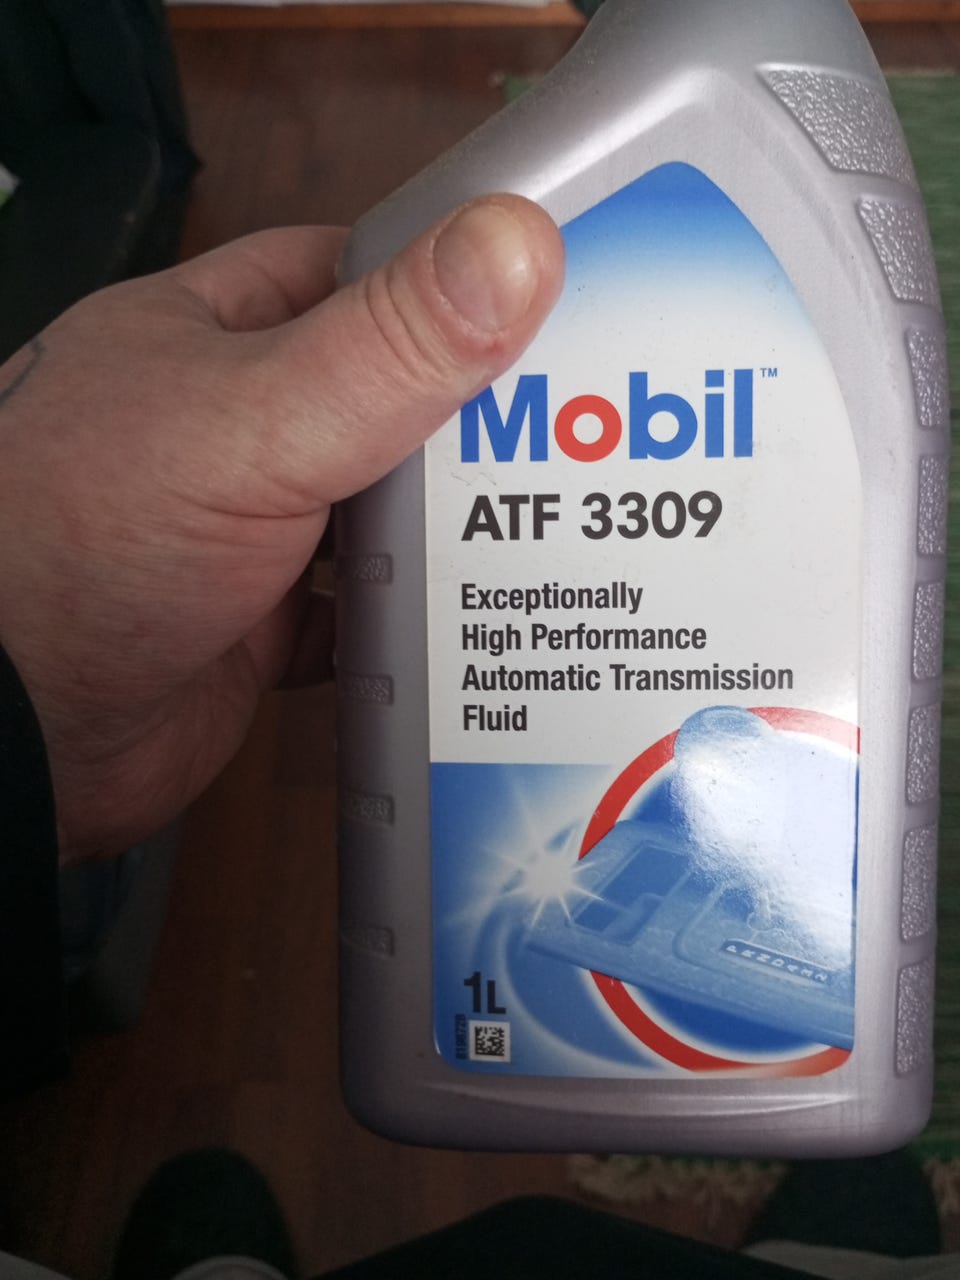 Mobil™
ATF 3309
Exceptionally
High Performance
Automatic Transmission
Fluid
1L